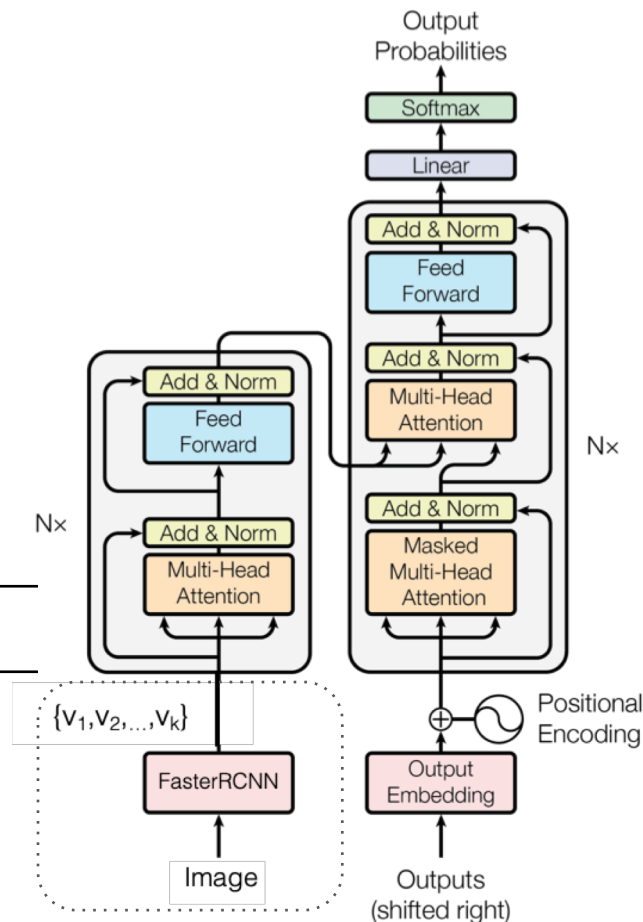 Output
Probabilities
Softmax
Linear
Add & Norm
Feed
Forward
Add & Norm
Multi-Head
Attention
N×
Add & Norm
Masked
Multi-Head
Attention
Add & Norm
Feed
Forward
N×
Add & Norm
Multi-Head
Attention
{v₁,v₂,...,vₖ}
FasterRCNN
Image
Positional
Encoding
Output
Embedding
Outputs
(shifted right)